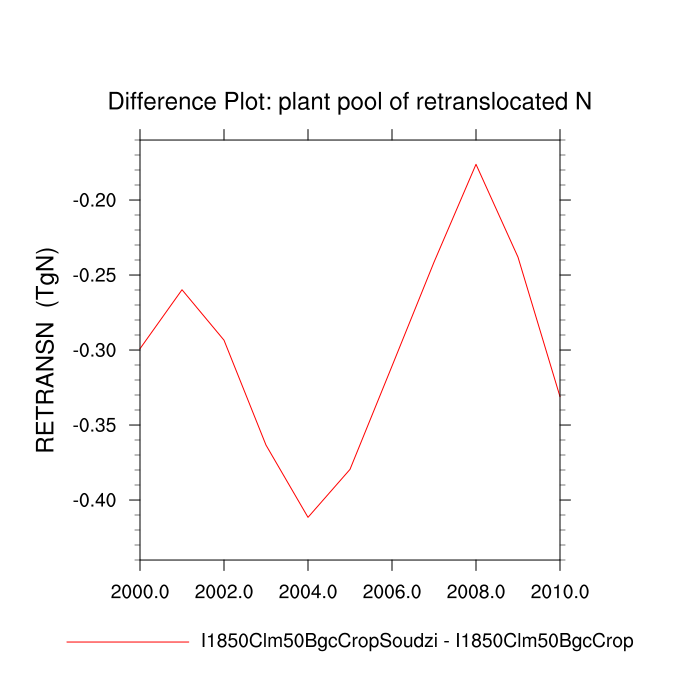 Difference Plot: plant pool of retranslocated N
RETRANSN (TgN)
-0.20
-0.25
-0.30
-0.35
-0.40
2000.0 2002.0 2004.0 2006.0 2008.0 2010.0
I1850Clm50BgcCropSoudzi - I1850Clm50BgcCrop